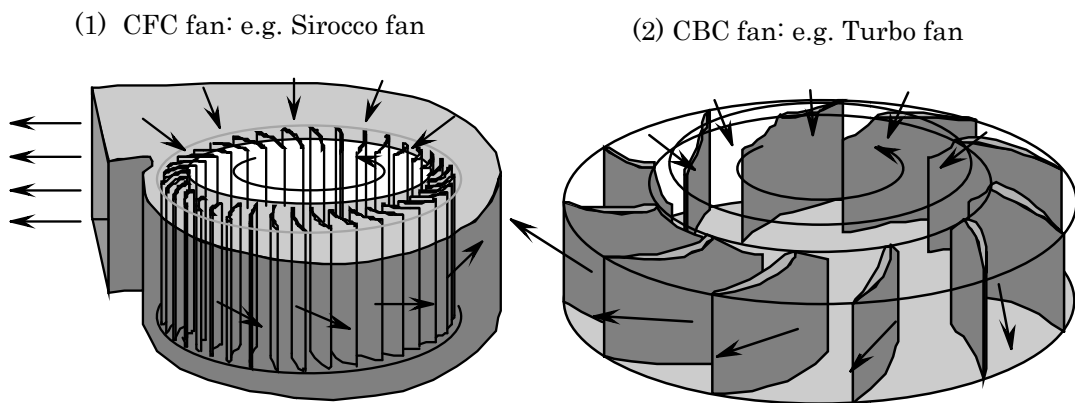 (1) CFC fan: e.g. Sirocco fan
(2) CBC fan: e.g. Turbo fan